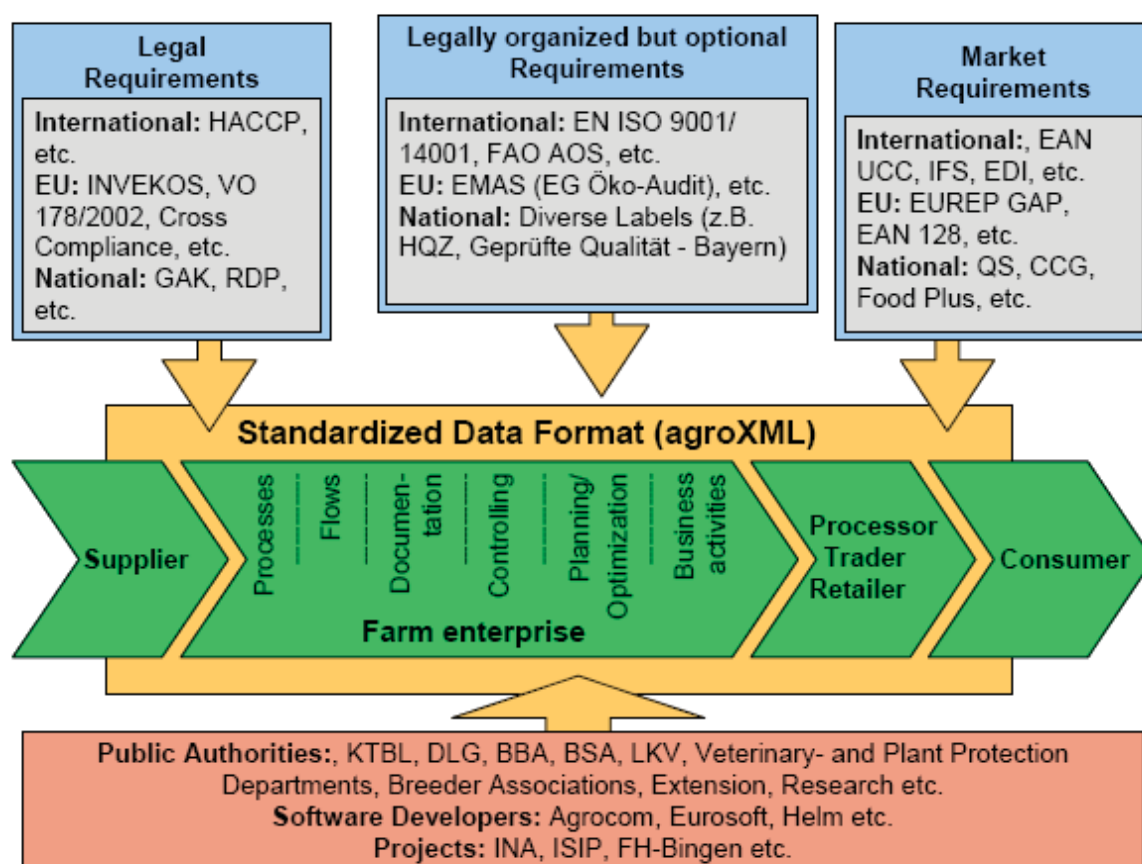 Legal
Requirements
International: HACCP,
etc.
EU: INVEKOS, VO
178/2002, Cross
Compliance, etc.
National: GAK, RDP,
etc.
Legally organized but optional
Requirements
International: EN ISO 9001/
14001, FAO AOS, etc.
EU: EMAS (EG Öko-Audit), etc.
National: Diverse Labels (z.B.
HQZ, Geprüfte Qualität - Bayern)
Market
Requirements
International:, EAN
UCC, IFS, EDI, etc.
EU: EUREP GAP,
EAN 128, etc.
National: QS, CCG,
Food Plus, etc.
Standardized Data Format (agroXML)
Supplier
Processes
Flows
Documen-
tation
Controlling
Planning/
Optimization
Business
activities
Farm enterprise
Processor
Trader
Retailer
Consumer
Public Authorities:, KTBL, DLG, BBA, BSA, LKV, Veterinary- and Plant Protection
Departments, Breeder Associations, Extension, Research etc.
Software Developers: Agrocom, Eurosoft, Helm etc.
Projects: INA, ISIP, FH-Bingen etc.